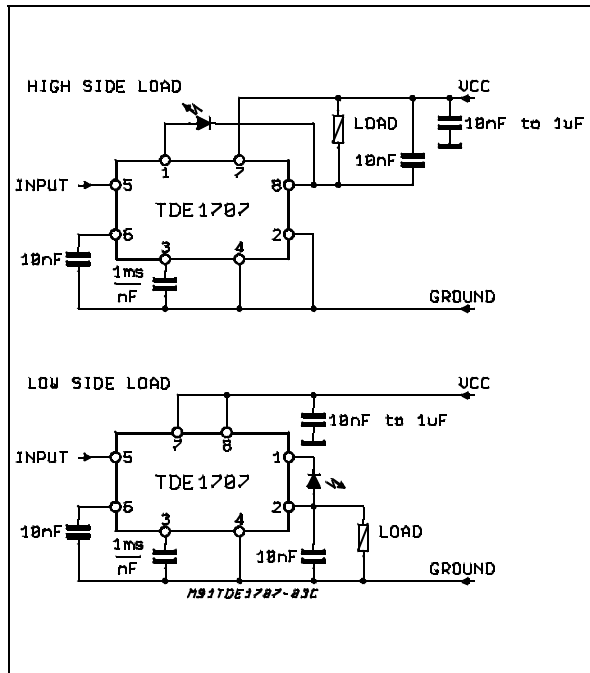 HIGH SIDE LOAD
VCC
LOAD
10nF to 1uF
10nF
1
7
INPUT
5
8
TDE1707
6
2
3
4
10nF
1ms
nF
GROUND
LOW SIDE LOAD
VCC
10nF to 1uF
7
8
INPUT
5
1
TDE1707
6
2
3
4
10nF
1ms
nF
10nF
LOAD
GROUND
M91TDE1707-03C